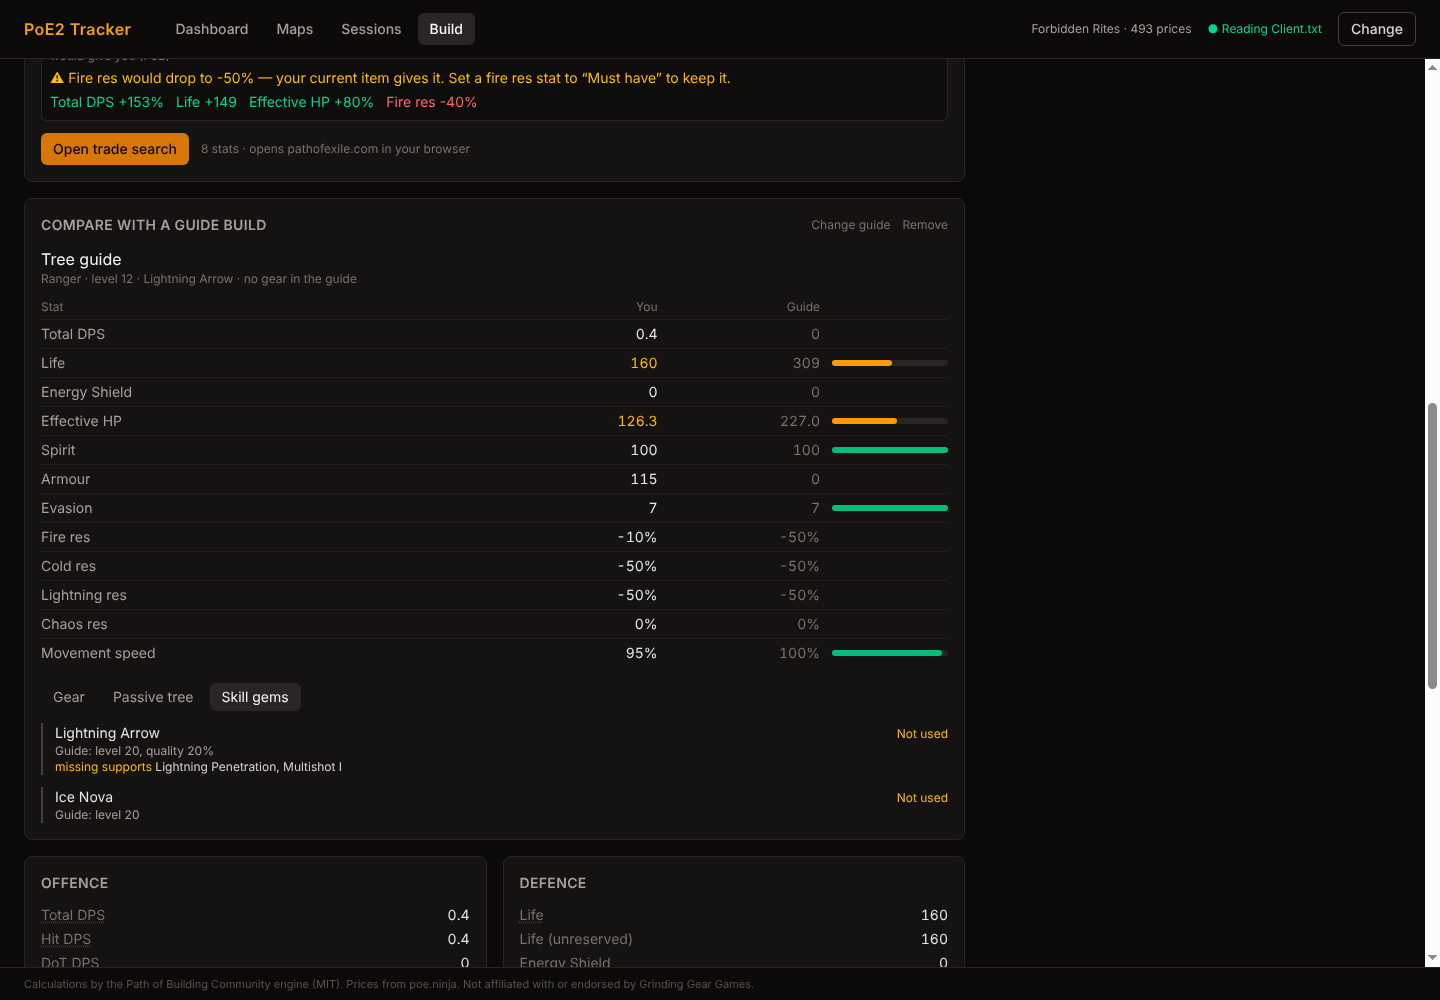 PoE2 Tracker Dashboard Maps Sessions Build Forbidden Rites · 493 prices Reading Client.txt Change
⚠ Fire res would drop to -50% — your current item gives it. Set a fire res stat to “Must have” to keep it.
Total DPS +153% Life +149 Effective HP +80% Fire res -40%
Open trade search 8 stats · opens pathofexile.com in your browser
COMPARE WITH A GUIDE BUILD Change guide Remove
Tree guide
Ranger · level 12 · Lightning Arrow · no gear in the guide
Stat You Guide
Total DPS 0.4 0
Life 160 309
Energy Shield 0 0
Effective HP 126.3 227.0
Spirit 100 100
Armour 115 0
Evasion 7 7
Fire res -10% -50%
Cold res -50% -50%
Lightning res -50% -50%
Chaos res 0% 0%
Movement speed 95% 100%
Gear Passive tree Skill gems
Lightning Arrow Not used
Guide: level 20, quality 20%
missing supports Lightning Penetration, Multishot I
Ice Nova Not used
Guide: level 20
OFFENCE
Total DPS 0.4
Hit DPS 0.4
DoT DPS 0
DEFENCE
Life 160
Life (unreserved) 160
Energy Shield 0
Calculations by the Path of Building Community engine (MIT). Prices from poe.ninja. Not affiliated with or endorsed by Grinding Gear Games.